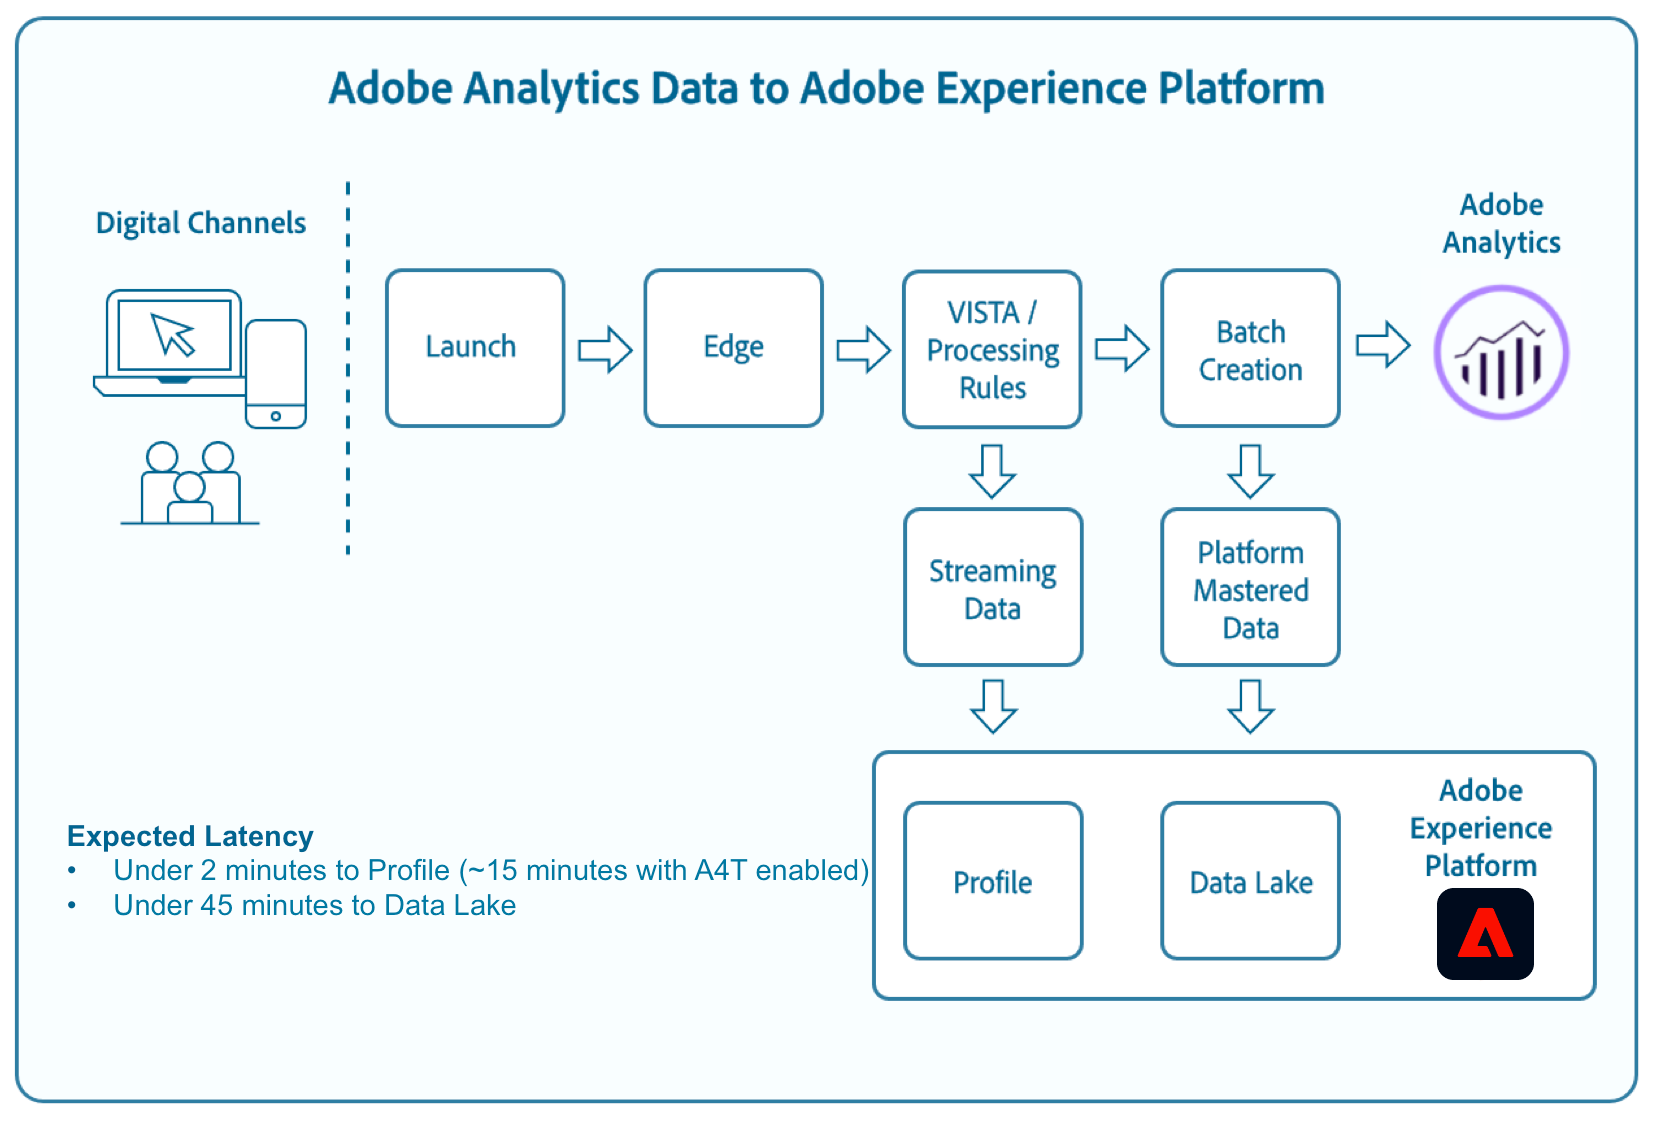 Adobe Analytics Data to Adobe Experience Platform
Digital Channels
Launch
Edge
VISTA /
Processing
Rules
Batch
Creation
Adobe
Analytics
Streaming
Data
Platform
Mastered
Data
Expected Latency
• Under 2 minutes to Profile (~15 minutes with A4T enabled)
• Under 45 minutes to Data Lake
Profile
Data Lake
Adobe
Experience
Platform